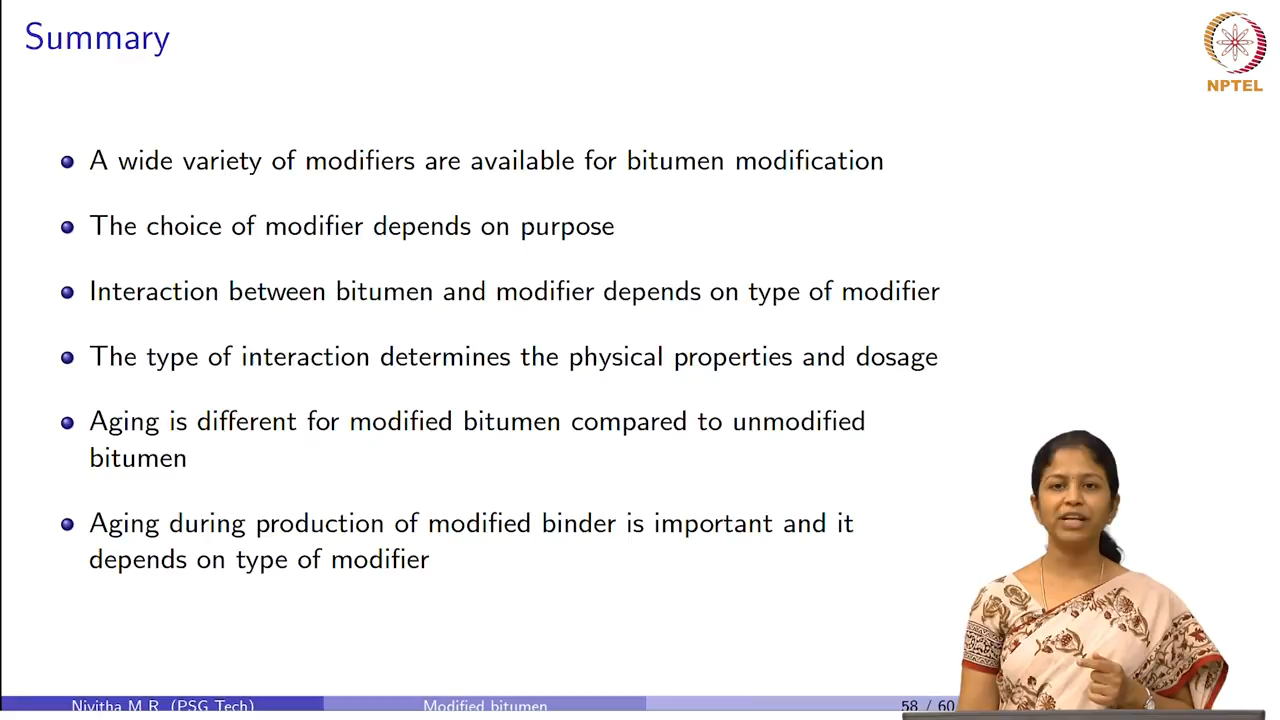 Summary
NPTEL
A wide variety of modifiers are available for bitumen modification
The choice of modifier depends on purpose
Interaction between bitumen and modifier depends on type of modifier
The type of interaction determines the physical properties and dosage
Aging is different for modified bitumen compared to unmodified
bitumen
Aging during production of modified binder is important and it
depends on type of modifier
Nivitha M.R. (PSG Tech)
Modified bitumen
58 / 60